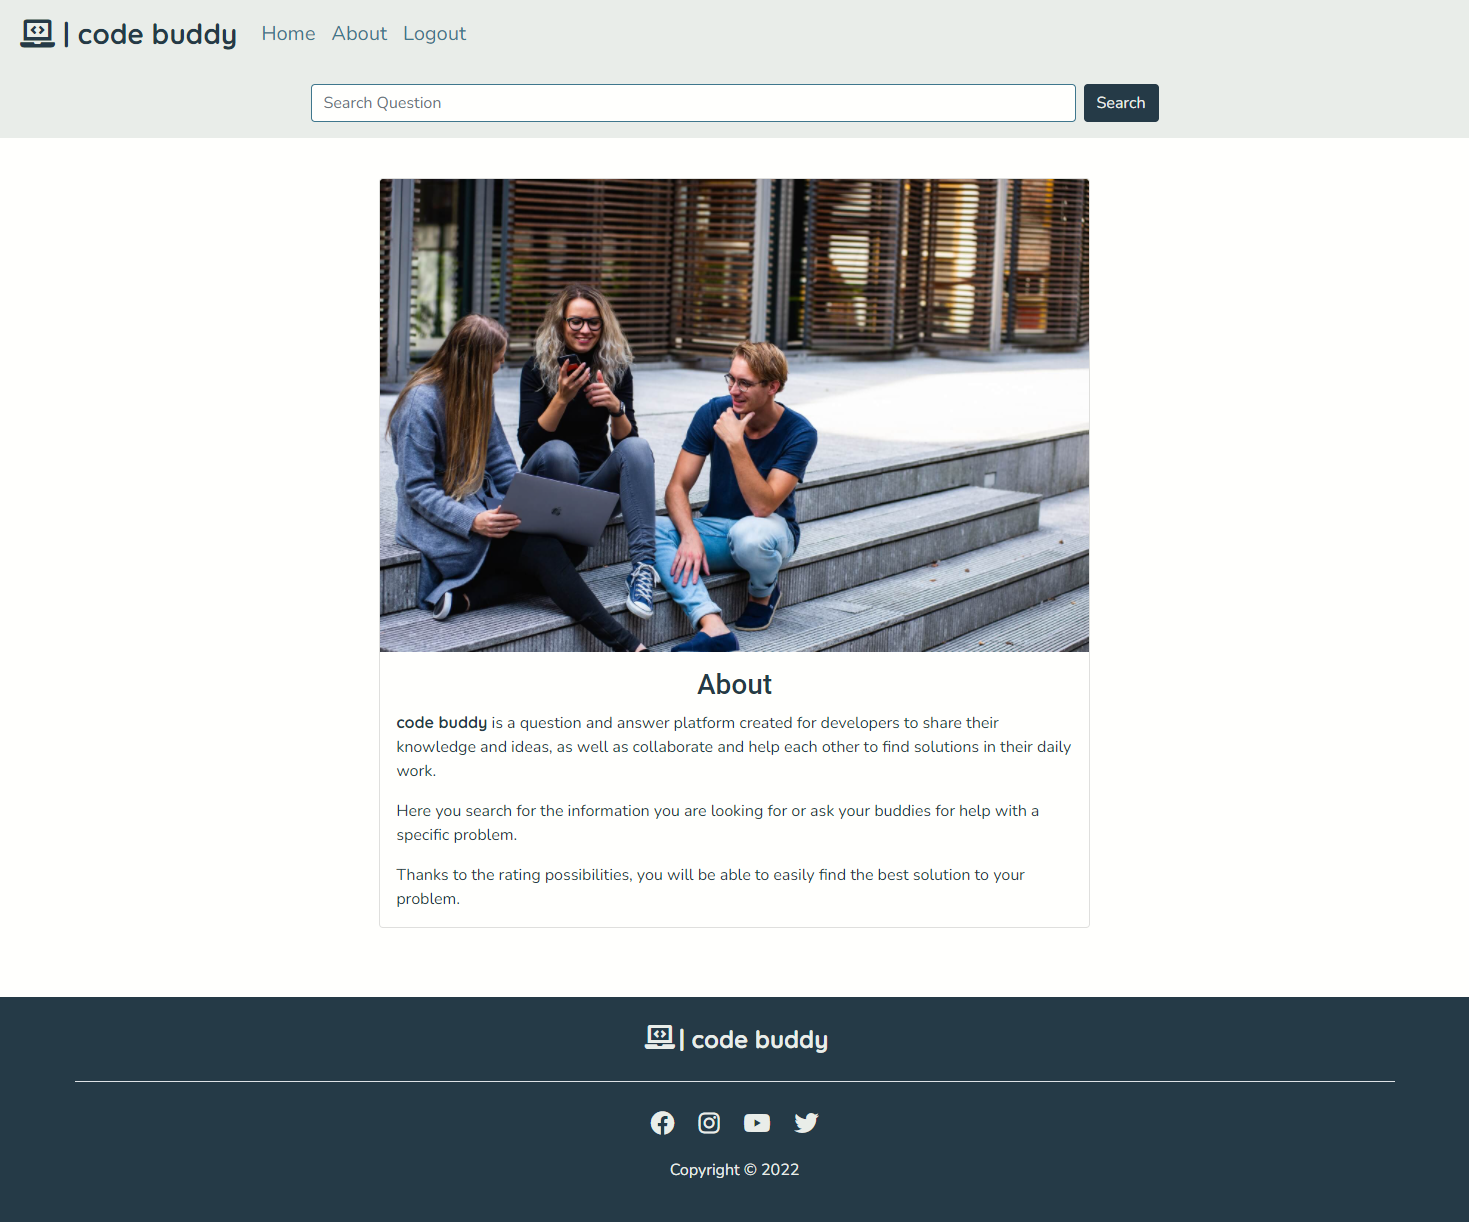 | code buddy Home About Logout
Search Question Search
About
code buddy is a question and answer platform created for developers to share their
knowledge and ideas, as well as collaborate and help each other to find solutions in their daily
work.
Here you search for the information you are looking for or ask your buddies for help with a
specific problem.
Thanks to the rating possibilities, you will be able to easily find the best solution to your
problem.
| code buddy
Copyright © 2022